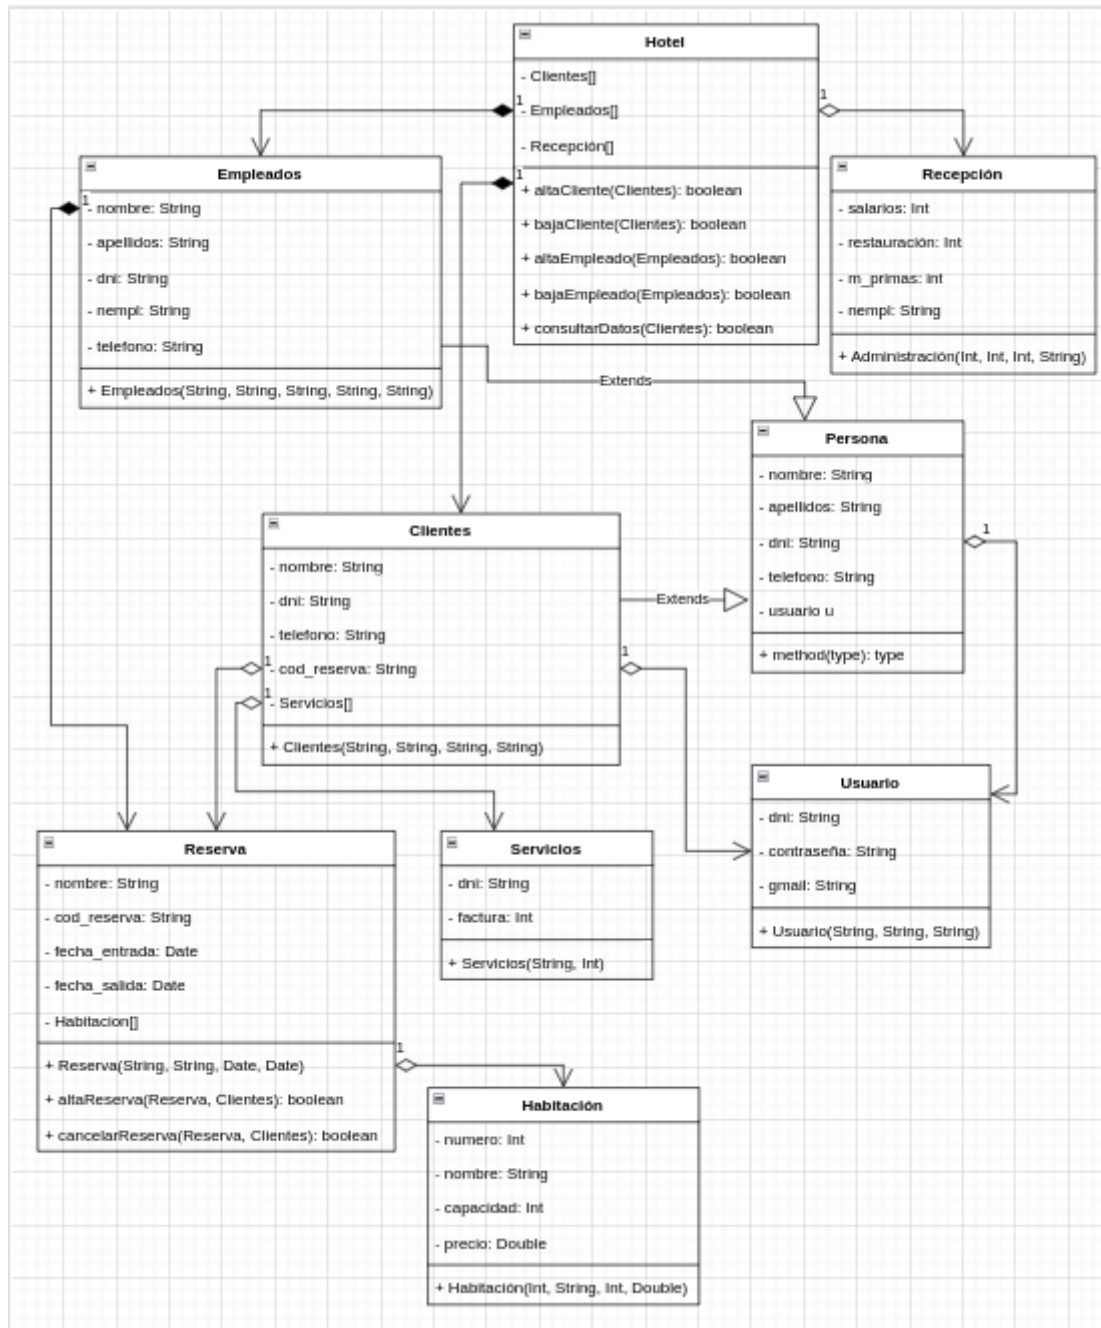 Hotel
- Clientes[]
1
- Empleados[]
- Recepción[]
1
+ altaCliente(Clientes): boolean
+ bajaCliente(Clientes): boolean
+ altaEmpleado(Empleados): boolean
+ bajaEmpleado(Empleados): boolean
+ consultarDatos(Clientes): boolean
1
Empleados
1
- nombre: String
- apellidos: String
- dni: String
- nempl: String
- telefono: String
+ Empleados(String, String, String, String, String)
Recepción
- salarios: Int
- restauración: Int
- m_primas: int
- nempl: String
+ Administración(Int, Int, Int, String)
Extends
Persona
- nombre: String
- apellidos: String
- dni: String
- telefono: String
- usuario u
+ method(type): type
1
Clientes
- nombre: String
- dni: String
- telefono: String
1
- cod_reserva: String
1
- Servicios[]
+ Clientes(String, String, String, String)
Extends
1
Usuario
- dni: String
- contraseña: String
- gmail: String
+ Usuario(String, String, String)
Reserva
- nombre: String
- cod_reserva: String
- fecha_entrada: Date
- fecha_salida: Date
- Habitacion[]
+ Reserva(String, String, Date, Date)
+ altaReserva(Reserva, Clientes): boolean
+ cancelarReserva(Reserva, Clientes): boolean
1
Servicios
- dni: String
- factura: Int
+ Servicios(String, Int)
Habitación
- numero: Int
- nombre: String
- capacidad: Int
- precio: Double
+ Habitación(Int, String, Int, Double)